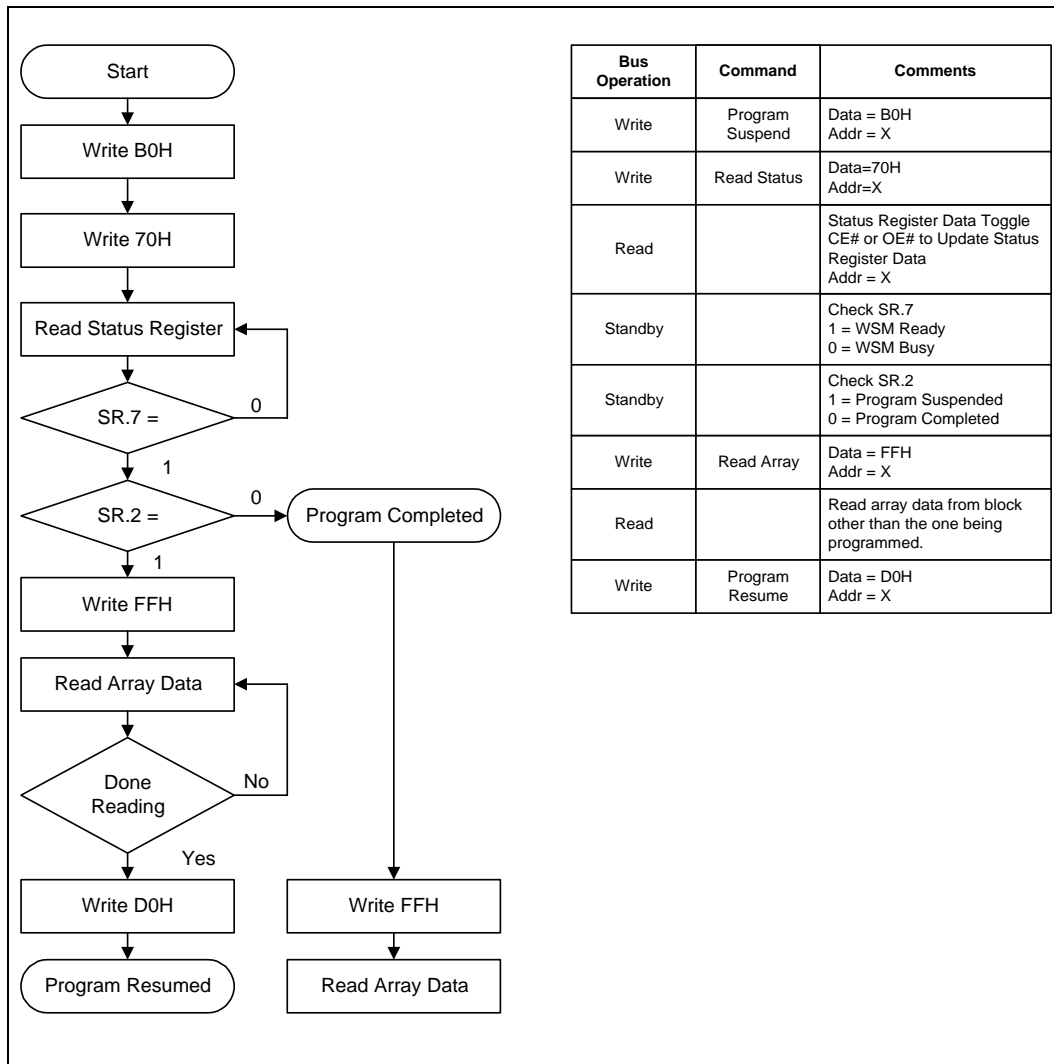 Start
Write B0H
Write 70H
Read Status Register
SR.7 =
0
1
SR.2 =
0
Program Completed
1
Write FFH
Read Array Data
Done
Reading
No
Yes
Write D0H
Write FFH
Program Resumed
Read Array Data
Bus
Operation
Command
Comments
Write
Program
Suspend
Data = B0H
Addr = X
Write
Read Status
Data=70H
Addr=X
Read
Status Register Data Toggle
CE# or OE# to Update Status
Register Data
Addr = X
Standby
Check SR.7
1 = WSM Ready
0 = WSM Busy
Standby
Check SR.2
1 = Program Suspended
0 = Program Completed
Write
Read Array
Data = FFH
Addr = X
Read
Read array data from block
other than the one being
programmed.
Write
Program
Resume
Data = D0H
Addr = X